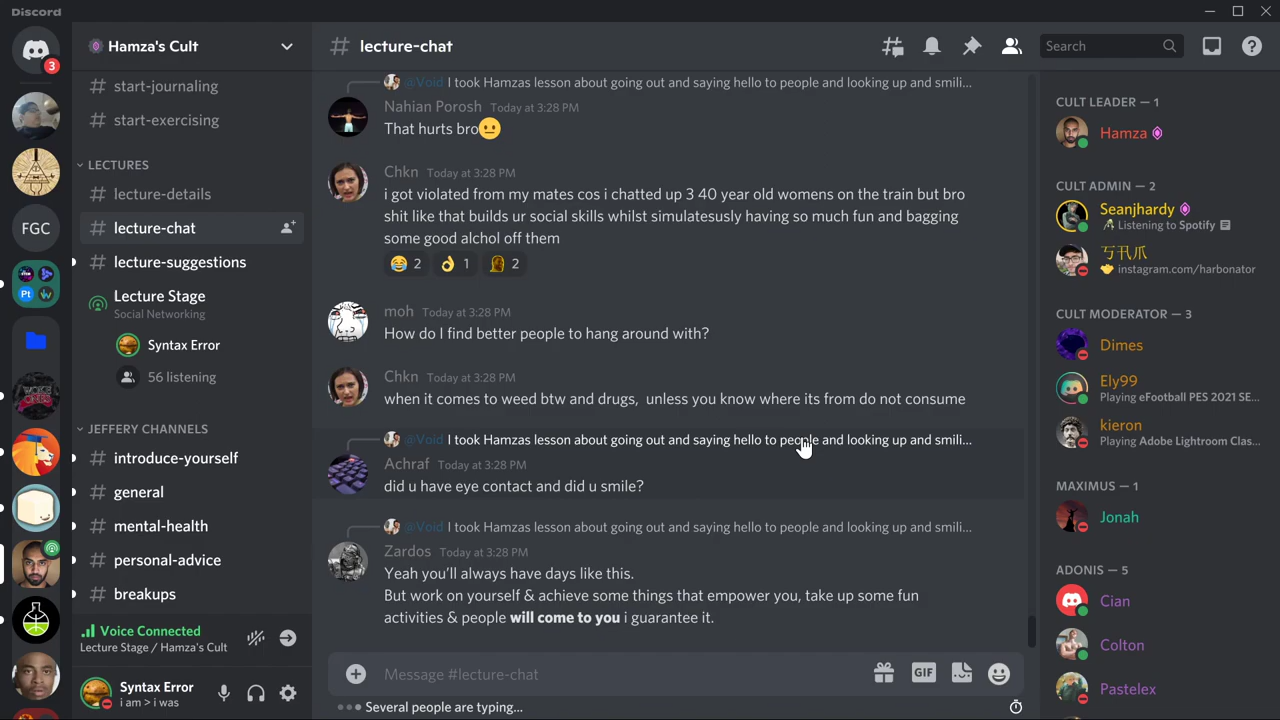 Discord
Hamza's Cult
# lecture-chat
Search
3
FGC
# start-journaling
# start-exercising
LECTURES
# lecture-details
# lecture-chat
# lecture-suggestions
Lecture Stage
Social Networking
Syntax Error
56 listening
JEFFERY CHANNELS
# introduce-yourself
# general
# mental-health
# personal-advice
# breakups
Voice Connected
Lecture Stage / Hamza's Cult
Syntax Error
i am > i was
@Void I took Hamzas lesson about going out and saying hello to people and looking up and smili...
Nahian Porosh Today at 3:28 PM
That hurts bro😐
Chkn Today at 3:28 PM
i got violated from my mates cos i chatted up 3 40 year old womens on the train but bro
shit like that builds ur social skills whilst simulatesusly having so much fun and bagging
some good alchol off them
😂 2 👌 1 2
moh Today at 3:28 PM
How do I find better people to hang around with?
Chkn Today at 3:28 PM
when it comes to weed btw and drugs, unless you know where its from do not consume
@Void I took Hamzas lesson about going out and saying hello to people and looking up and smili...
Achraf Today at 3:28 PM
did u have eye contact and did u smile?
@Void I took Hamzas lesson about going out and saying hello to people and looking up and smili...
Zardos Today at 3:28 PM
Yeah you'll always have days like this.
But work on yourself & achieve some things that empower you, take up some fun
activities & people will come to you i guarantee it.
Message #lecture-chat
GIF
Several people are typing...
CULT LEADER — 1
Hamza
CULT ADMIN — 2
Seanjhardy
Listening to Spotify
instagram.com/harbonator
CULT MODERATOR — 3
Dimes
Ely99
Playing eFootball PES 2021 SE...
kieron
Playing Adobe Lightroom Clas...
MAXIMUS — 1
Jonah
ADONIS — 5
Cian
Colton
Pastelex